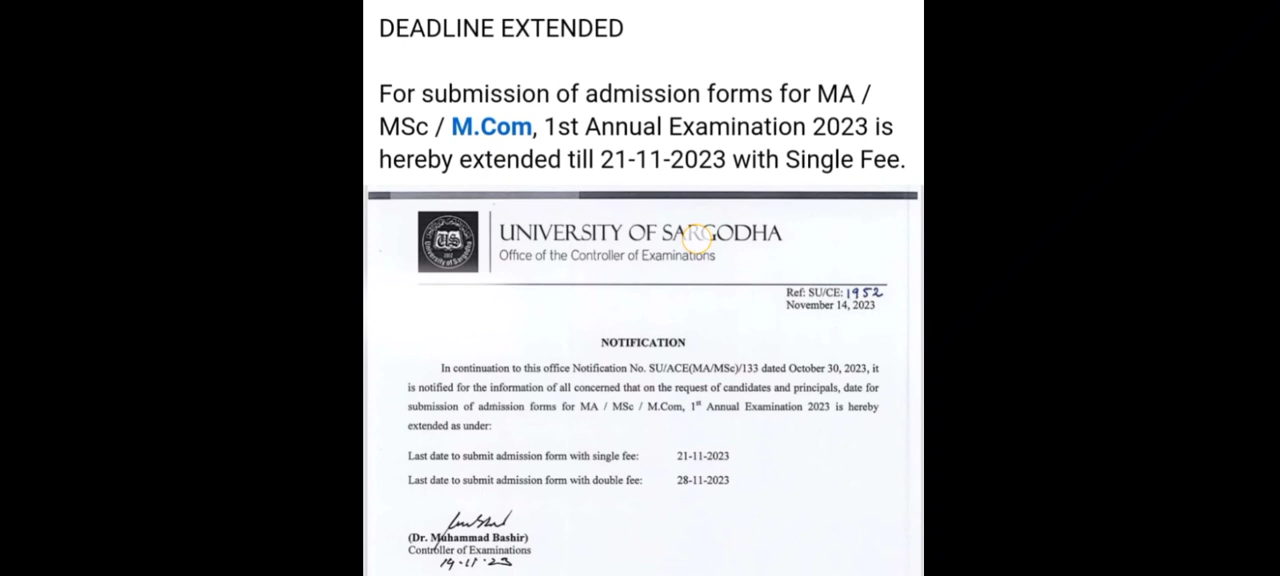 DEADLINE EXTENDED
For submission of admission forms for MA /
MSc / M.Com, 1st Annual Examination 2023 is
hereby extended till 21-11-2023 with Single Fee.
US
2002
University of Sargodha
UNIVERSITY OF SARGODHA
Office of the Controller of Examinations
Ref: SU/CE: 1952
November 14, 2023
NOTIFICATION
In continuation to this office Notification No. SU/ACE(MA/MSc)/133 dated October 30, 2023, it
is notified for the information of all concerned that on the request of candidates and principals, date for
submission of admission forms for MA / MSc / M.Com, 1st Annual Examination 2023 is hereby
extended as under:
Last date to submit admission form with single fee: 21-11-2023
Last date to submit admission form with double fee: 28-11-2023
(Dr. Muhammad Bashir)
Controller of Examinations
14-11-23